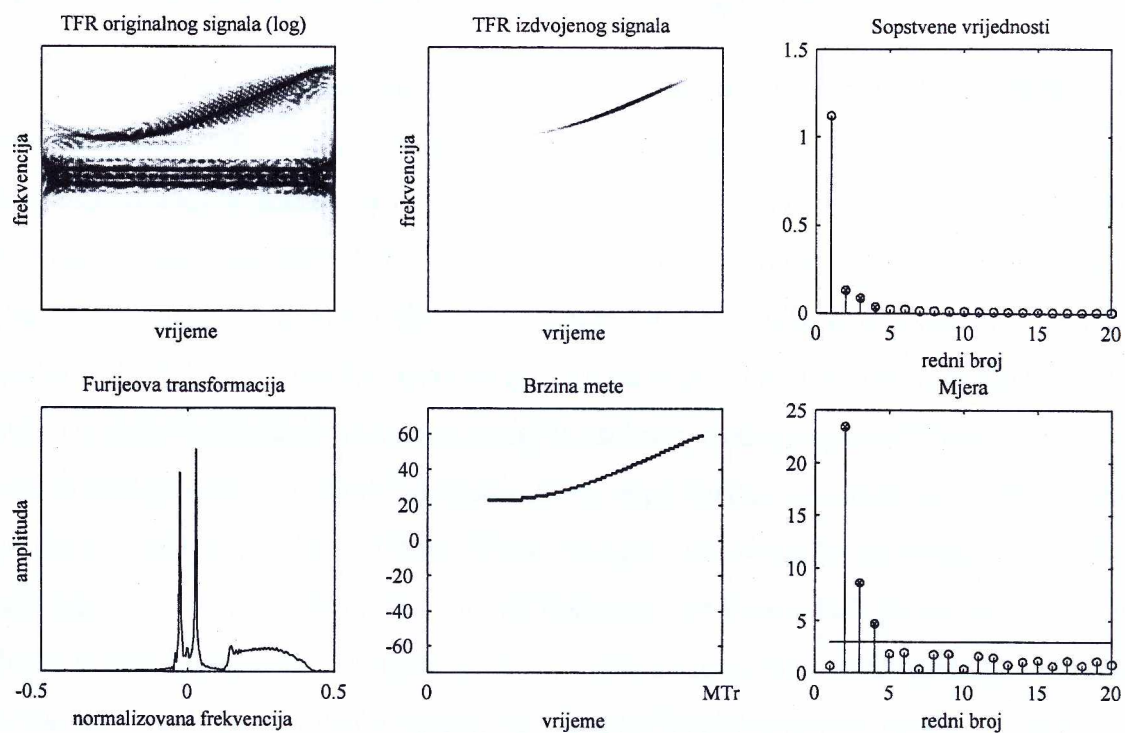 TFR originalnog signala (log)
frekvencija
vrijeme
TFR izdvojenog signala
frekvencija
vrijeme
Sopstvene vrijednosti
1.5
1
0.5
0
0 5 10 15 20
redni broj
Furijeova transformacija
amplituda
-0.5 0 0.5
normalizovana frekvencija
Brzina mete
60
40
20
0
-20
-40
-60
0 MTr
vrijeme
Mjera
25
20
15
10
5
0
0 5 10 15 20
redni broj